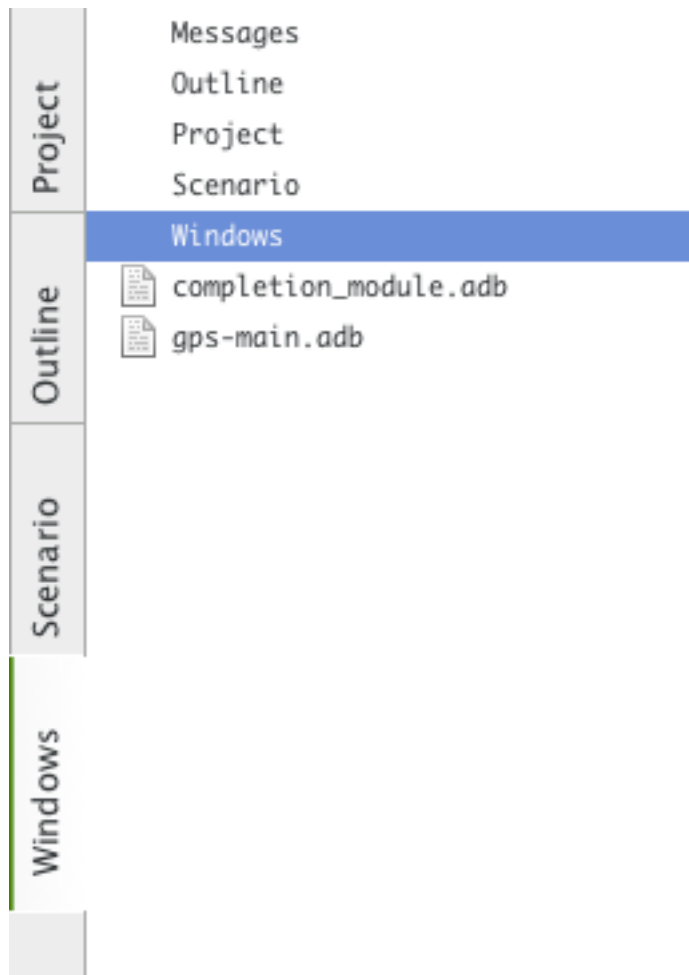 Project
Outline
Scenario
Windows
Messages
Outline
Project
Scenario
Windows
completion_module.adb
gps-main.adb